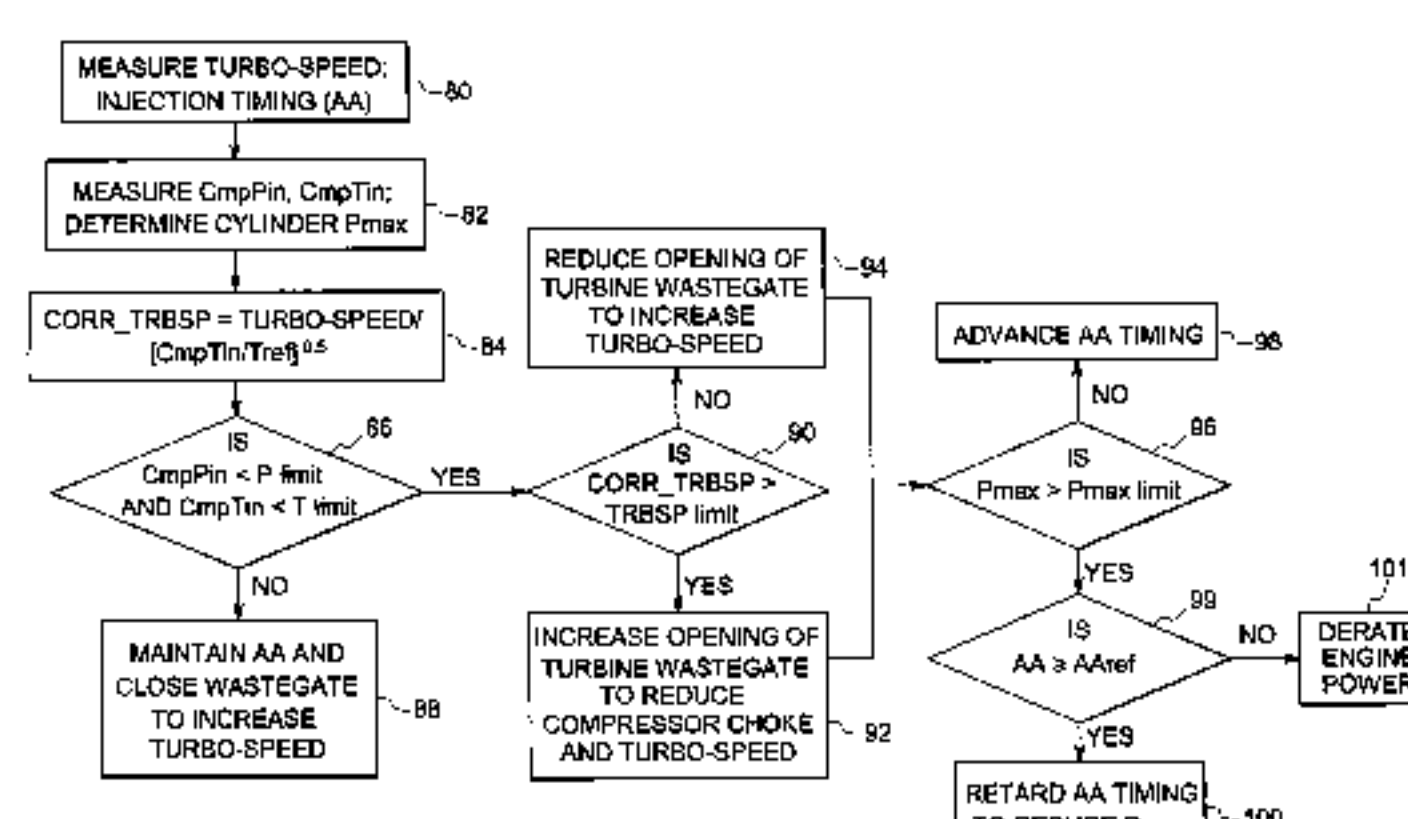 MEASURE TURBO-SPEED;
INJECTION TIMING (AA)
80
MEASURE CmpPin, CmpTin;
DETERMINE CYLINDER Pmax
82
CORR_TRBSP = TURBO-SPEED/
[CmpTin/Tref]^0.5
84
IS
CmpPin < P limit
AND CmpTin < T limit
86
YES
NO
MAINTAIN AA AND
CLOSE WASTEGATE
TO INCREASE
TURBO-SPEED
88
REDUCE OPENING OF
TURBINE WASTEGATE
TO INCREASE
TURBO-SPEED
94
NO
IS
CORR_TRBSP >
TRBSP limit
90
YES
INCREASE OPENING OF
TURBINE WASTEGATE
TO REDUCE
COMPRESSOR CHOKE
AND TURBO-SPEED
92
ADVANCE AA TIMING
98
NO
IS
Pmax > Pmax limit
96
YES
IS
AA ≥ AAref
99
NO
101
DERATE
ENGINE
POWER
YES
RETARD AA TIMING
100